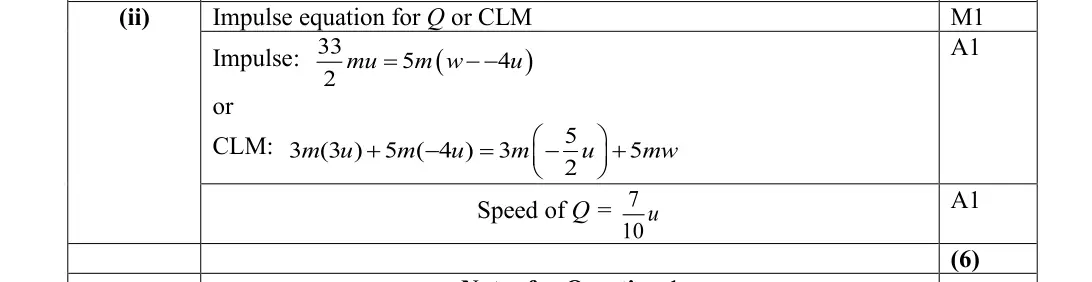 (ii) Impulse equation for Q or CLM M1
Impulse: 33/2 mu = 5m(w − −4u) A1
or
CLM: 3m(3u) + 5m(−4u) = 3m(−5/2 u) + 5mw
Speed of Q = 7/10 u A1
(6)